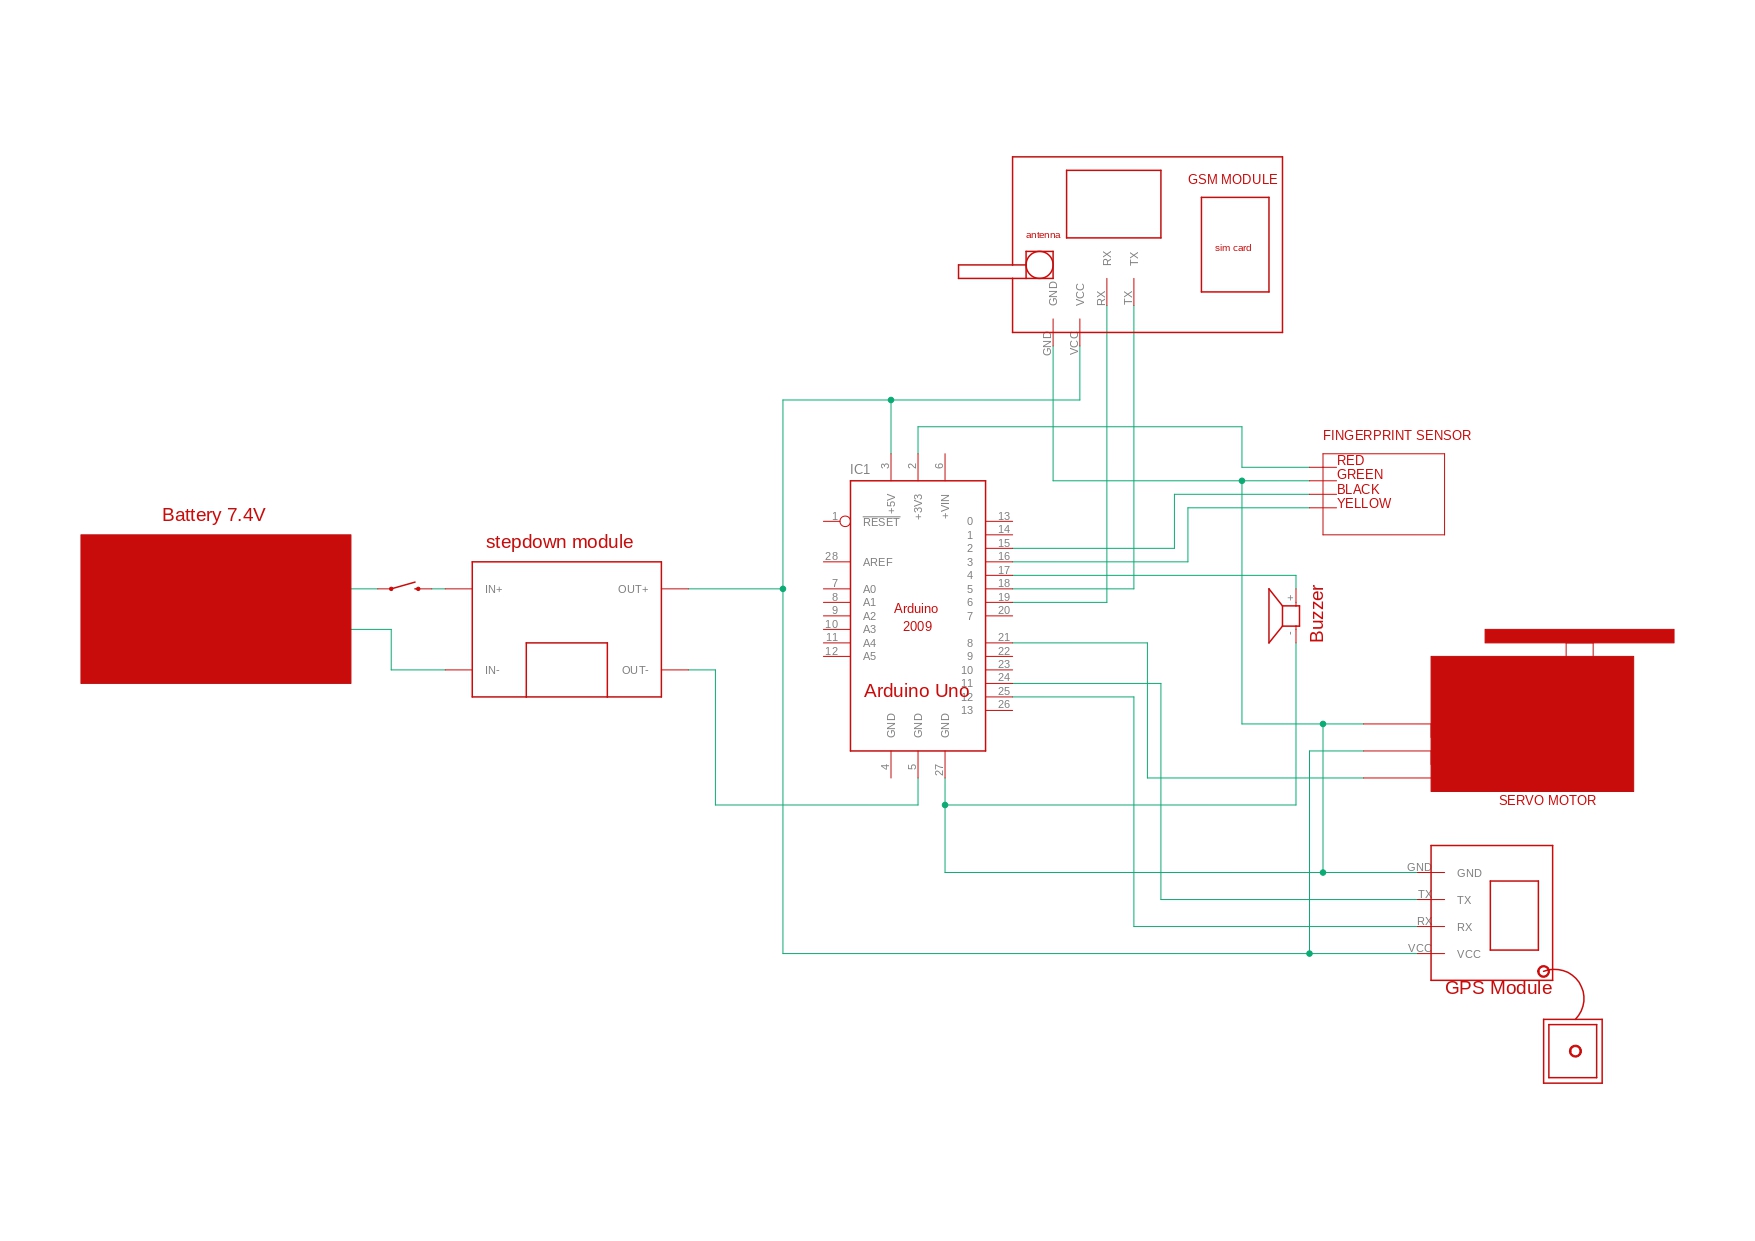 GSM MODULE
antenna
sim card
RX
TX
GND
VCC
RX
TX
GND
VCC
FINGERPRINT SENSOR
RED
GREEN
BLACK
YELLOW
IC1
3
2
6
+5V
+3V3
+VIN
1
RESET
28
AREF
7
A0
8
A1
9
A2
10
A3
11
A4
12
A5
Arduino
2009
Arduino Uno
0
13
1
14
2
15
3
16
4
17
5
18
6
19
7
20
8
21
9
22
10
23
11
24
12
25
13
26
GND
GND
GND
4
5
27
Battery 7.4V
stepdown module
IN+
OUT+
IN-
OUT-
+
-
Buzzer
SERVO MOTOR
GND
GND
TX
TX
RX
RX
VCC
VCC
GPS Module